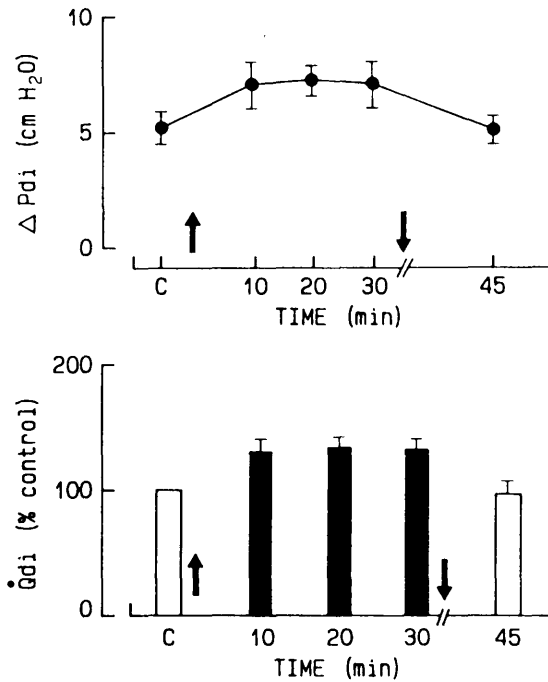 10
5
0
Δ Pdi (cm H₂O)
C 10 20 30 45
TIME (min)
200
100
0
Q̇di (% control)
C 10 20 30 45
TIME (min)